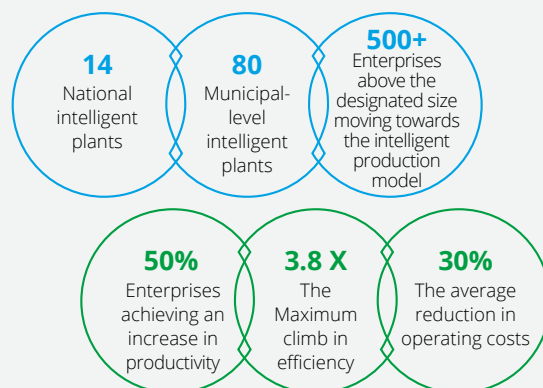 14
National
intelligent
plants
80
Municipal-
level
intelligent
plants
500+
Enterprises
above the
designated size
moving towards
the intelligent
production
model
50%
Enterprises
achieving an
increase in
productivity
3.8 X
The
Maximum
climb in
efficiency
30%
The average
reduction in
operating costs